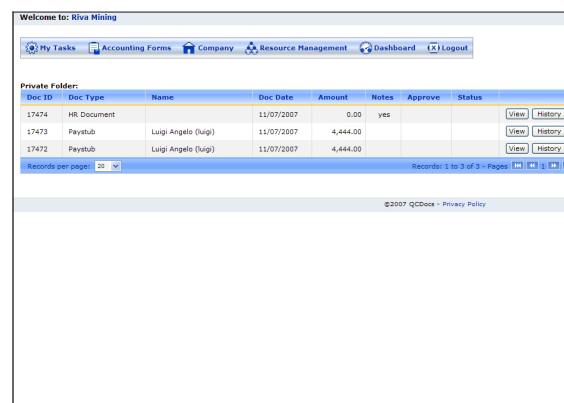 Welcome to: Riva Mining
My Tasks Accounting Forms Company Resource Management Dashboard Logout
Private Folder:
Doc ID Doc Type Name Doc Date Amount Notes Approve Status
17474 HR Document 11/07/2007 0.00 yes View History
17473 Paystub Luigi Angelo (luigi) 11/07/2007 4,444.00 View History
17472 Paystub Luigi Angelo (luigi) 11/07/2007 4,444.00 View History
Records per page: 20 Records: 1 to 3 of 3 - Pages 1
©2007 QCDocs - Privacy Policy